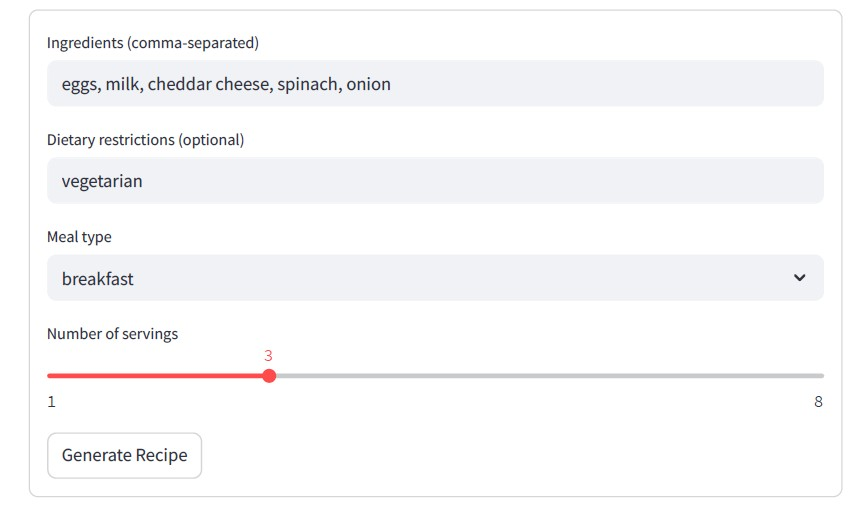 Ingredients (comma-separated)
eggs, milk, cheddar cheese, spinach, onion
Dietary restrictions (optional)
vegetarian
Meal type
breakfast
Number of servings
3
1 8
Generate Recipe